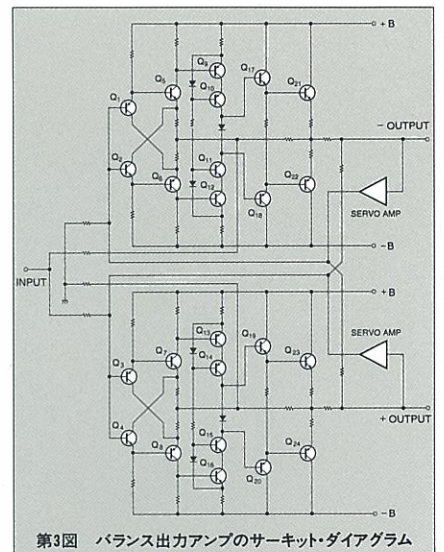 +B
Q₉
Q₁₇
Q₅
Q₂₁
Q₁
Q₁₀
− OUTPUT
Q₂
Q₁₁
Q₆
Q₂₂
Q₁₂
Q₁₈
SERVO AMP
−B
INPUT
+B
Q₁₃
Q₁₉
SERVO AMP
Q₇
Q₂₃
Q₃
Q₁₄
+ OUTPUT
Q₄
Q₁₅
Q₈
Q₂₄
Q₁₆
Q₂₀
−B
第3図 バランス出力アンプのサーキット・ダイアグラム